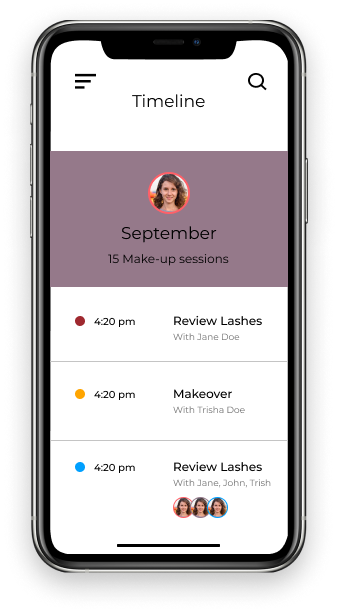 Timeline
September
15 Make-up sessions
4:20 pm Review Lashes
With Jane Doe
4:20 pm Makeover
With Trisha Doe
4:20 pm Review Lashes
With Jane, John, Trish